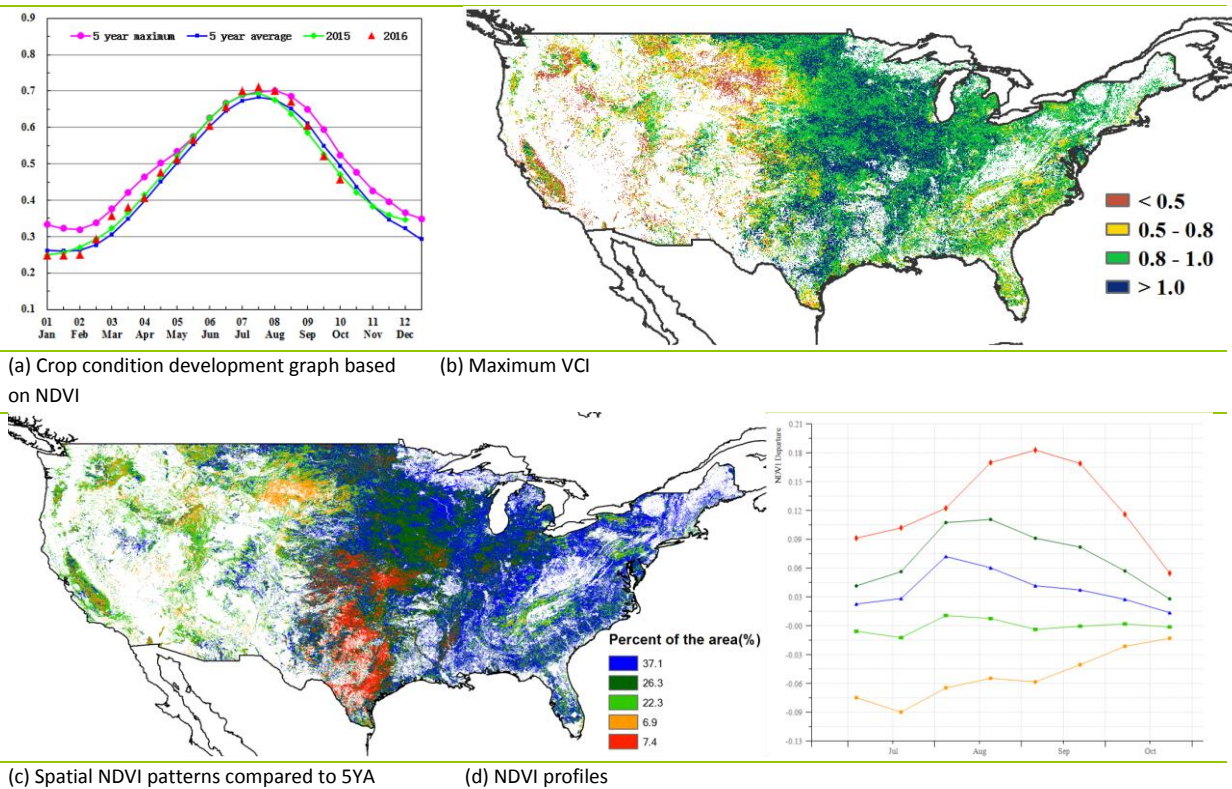 0.9
0.8
0.7
0.6
0.5
0.4
0.3
0.2
0.1
5 year maximum 5 year average 2015 2016
01 02 03 04 05 06 07 08 09 10 11 12
Jan Feb Mar Apr May Jun Jul Aug Sep Oct Nov Dec
< 0.5
0.5 - 0.8
0.8 - 1.0
> 1.0
(a) Crop condition development graph based
on NDVI
(b) Maximum VCI
Percent of the area(%)
37.1
26.3
22.3
6.9
7.4
NDVI Departure
0.21
0.18
0.15
0.12
0.09
0.06
0.03
-0.00
-0.03
-0.06
-0.09
-0.13
Jul Aug Sep Oct
(c) Spatial NDVI patterns compared to 5YA
(d) NDVI profiles